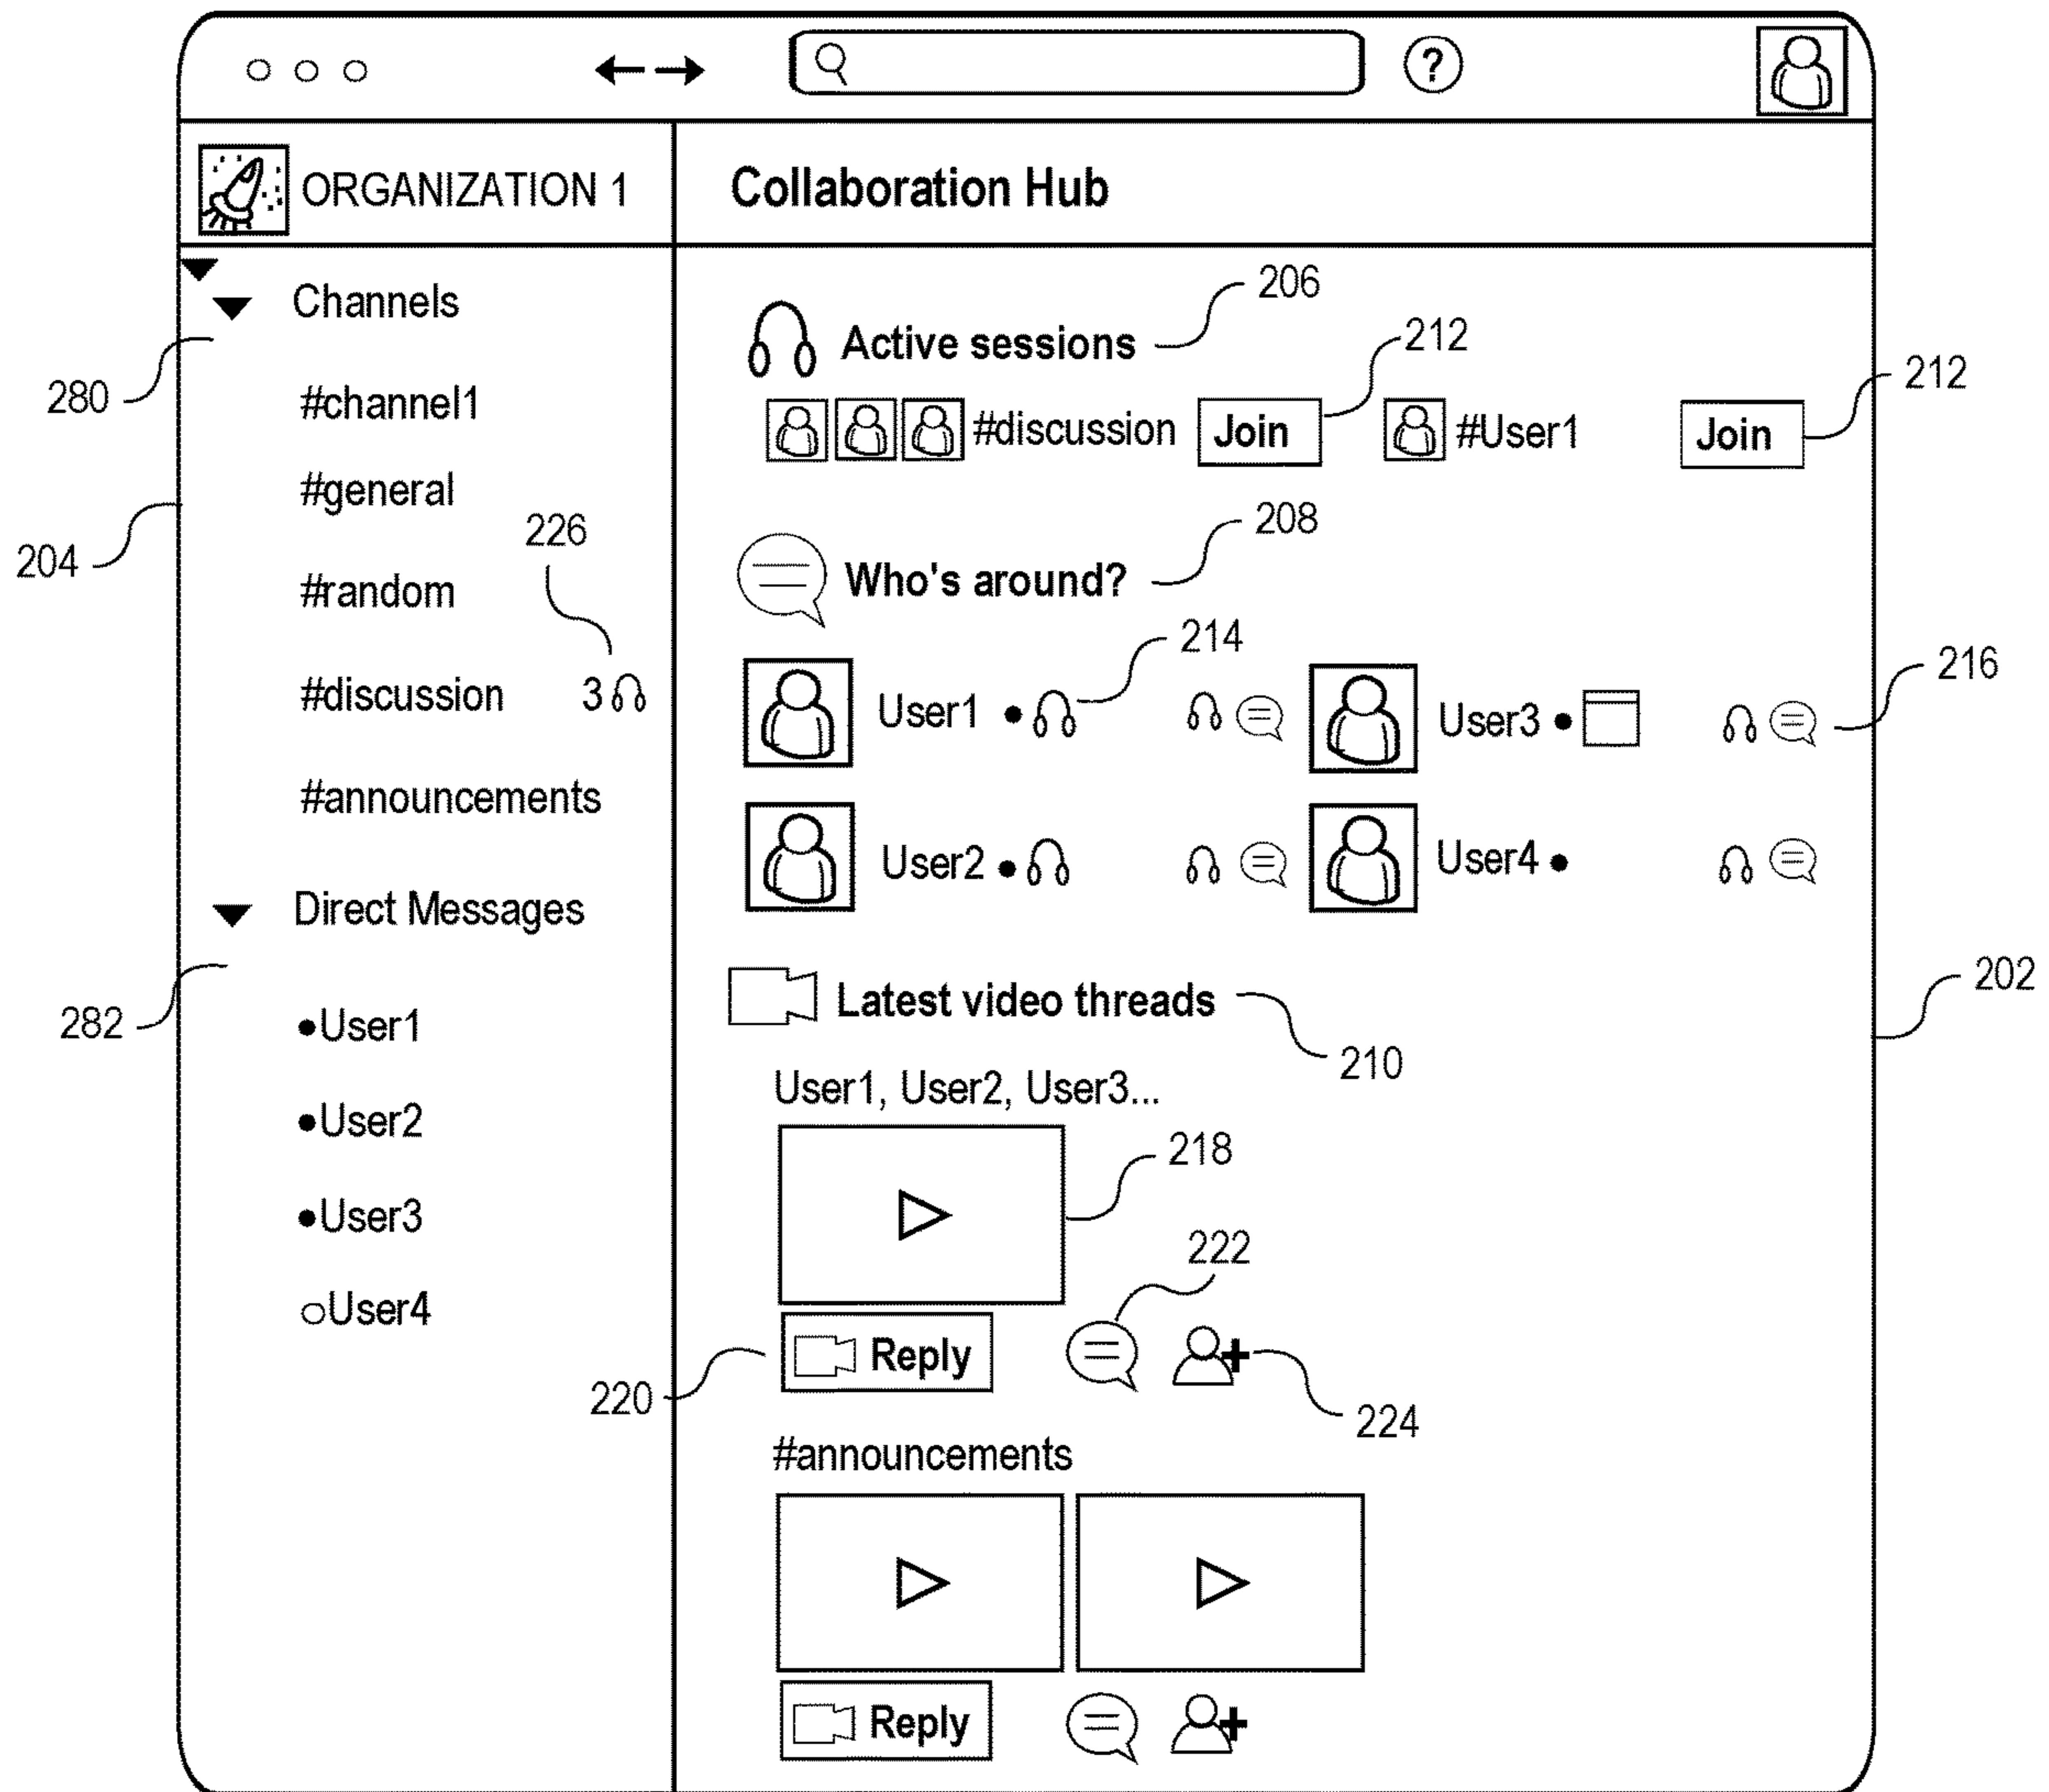 ?
ORGANIZATION 1
Collaboration Hub
Channels
280
#channel1
#general
204
226
#random
#discussion 3
#announcements
Direct Messages
282
•User1
•User2
•User3
○User4
206
Active sessions
212
212
#discussion Join #User1 Join
208
Who's around?
214
216
User1 • User3 •
User2 • User4 •
202
Latest video threads
210
User1, User2, User3...
218
222
220 Reply
224
#announcements
Reply